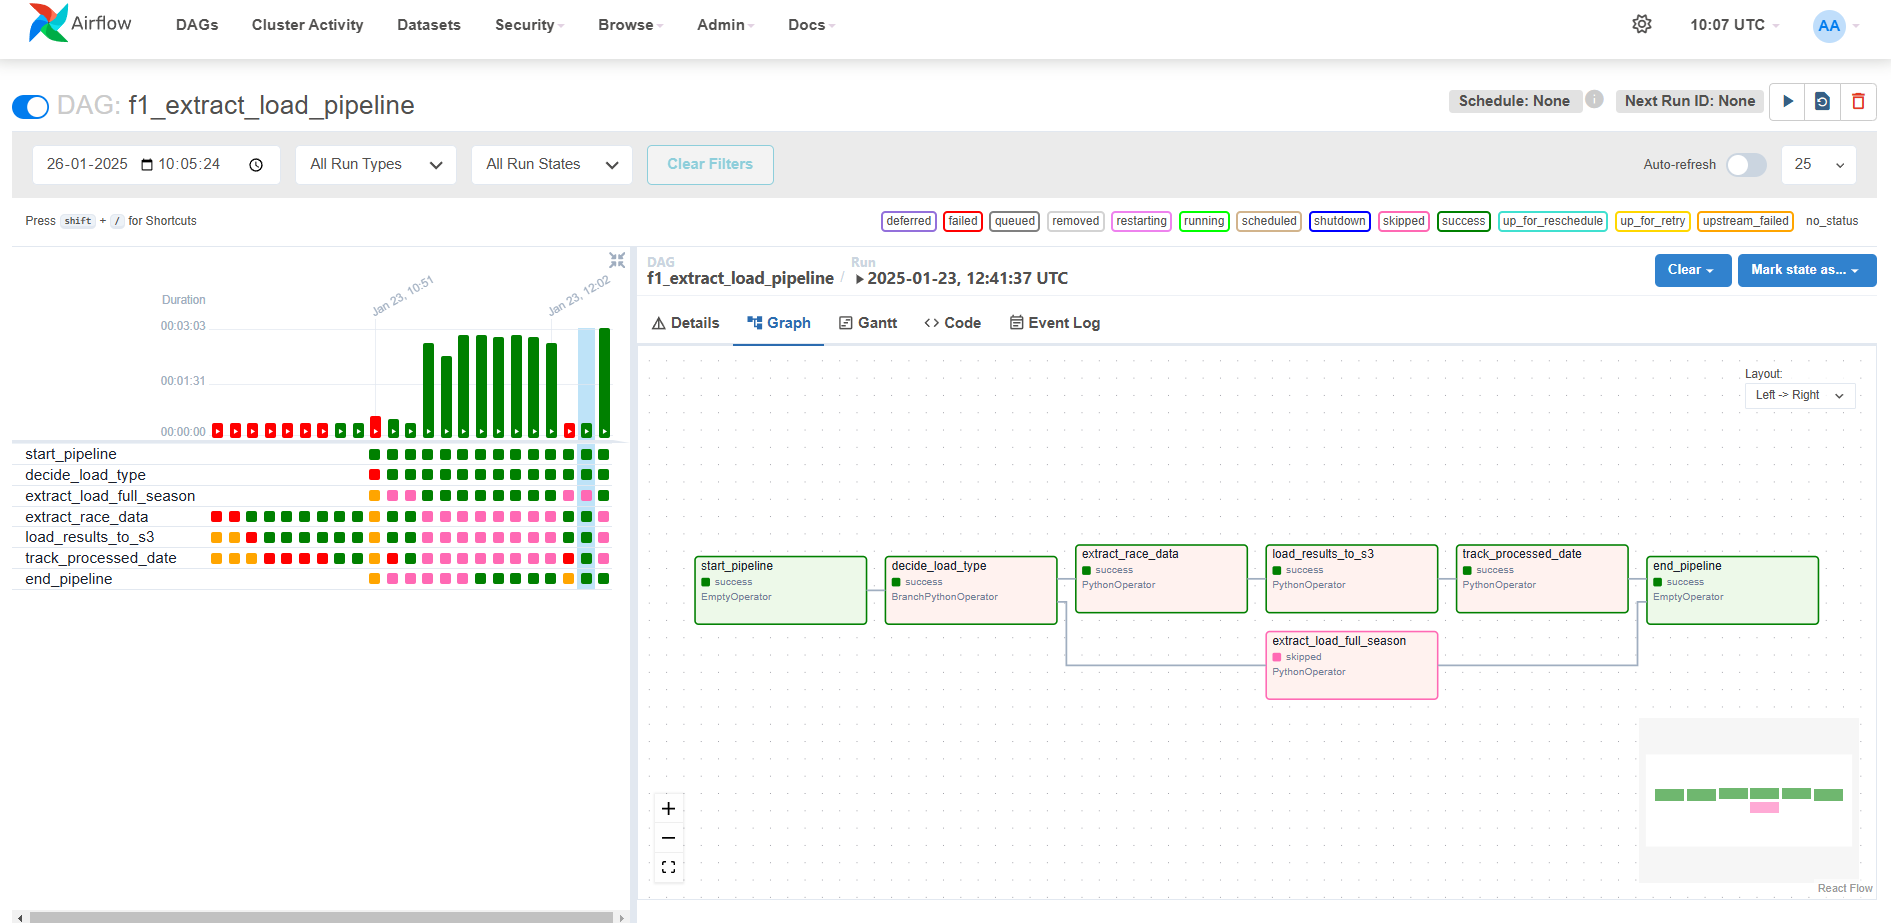 Airflow
DAGs Cluster Activity Datasets Security Browse Admin Docs
10:07 UTC AA
DAG: f1_extract_load_pipeline
Schedule: None i Next Run ID: None
26-01-2025 10:05:24 All Run Types All Run States Clear Filters
Auto-refresh 25
Press shift + / for Shortcuts
deferred failed queued removed restarting running scheduled shutdown skipped success up_for_reschedule up_for_retry upstream_failed no_status
Jan 23, 10:51
Jan 23, 12:02
Duration
00:03:03
00:01:31
00:00:00
start_pipeline
decide_load_type
extract_load_full_season
extract_race_data
load_results_to_s3
track_processed_date
end_pipeline
DAG Run
f1_extract_load_pipeline / 2025-01-23, 12:41:37 UTC
Clear Mark state as...
Details Graph Gantt Code Event Log
Layout:
Left -> Right
start_pipeline
success
EmptyOperator
decide_load_type
success
BranchPythonOperator
extract_race_data
success
PythonOperator
load_results_to_s3
success
PythonOperator
track_processed_date
success
PythonOperator
end_pipeline
success
EmptyOperator
extract_load_full_season
skipped
PythonOperator
React Flow